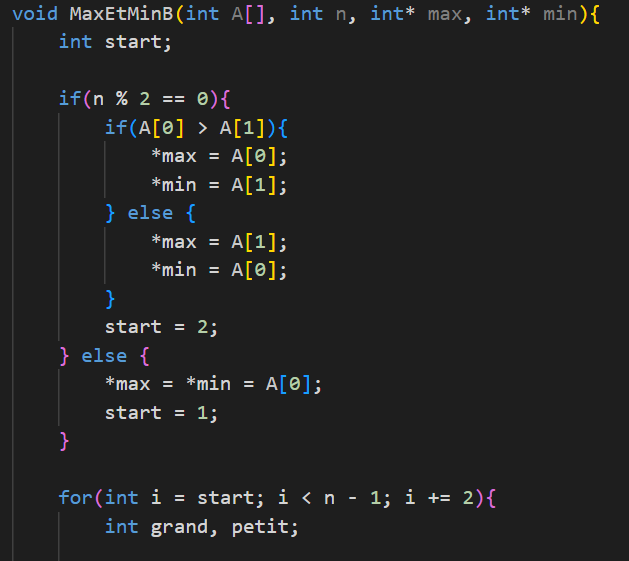 void MaxEtMinB(int A[], int n, int* max, int* min){
int start;
if(n % 2 == 0){
if(A[0] > A[1]){
*max = A[0];
*min = A[1];
} else {
*max = A[1];
*min = A[0];
}
start = 2;
} else {
*max = *min = A[0];
start = 1;
}
for(int i = start; i < n - 1; i += 2){
int grand, petit;